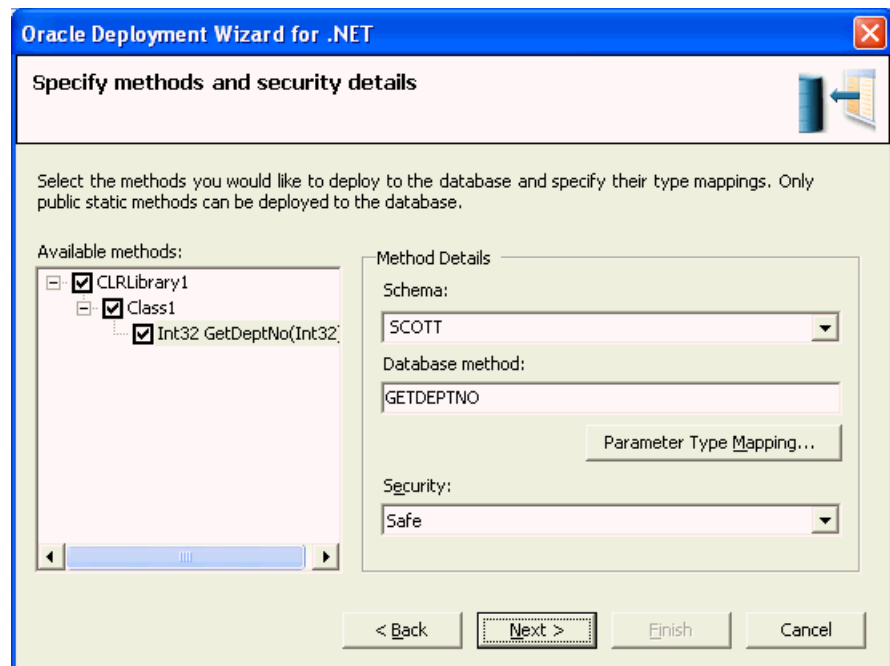 Oracle Deployment Wizard for .NET
Specify methods and security details
Select the methods you would like to deploy to the database and specify their type mappings. Only
public static methods can be deployed to the database.
Available methods:
CLRLibrary1
Class1
Int32 GetDeptNo(Int32)
Method Details
Schema:
SCOTT
Database method:
GETDEPTNO
Parameter Type Mapping...
Security:
Safe
< Back
Next >
Finish
Cancel